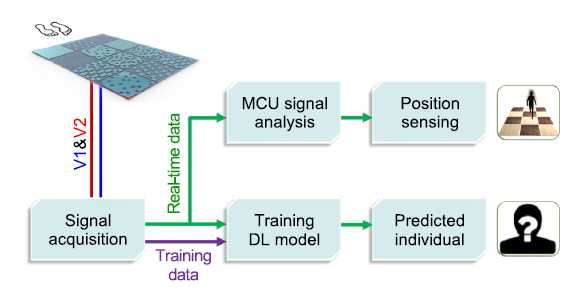 V1&V2
Real-time data
MCU signal
analysis
Position
sensing
Signal
acquisition
Training
DL model
Predicted
individual
Training
data
?